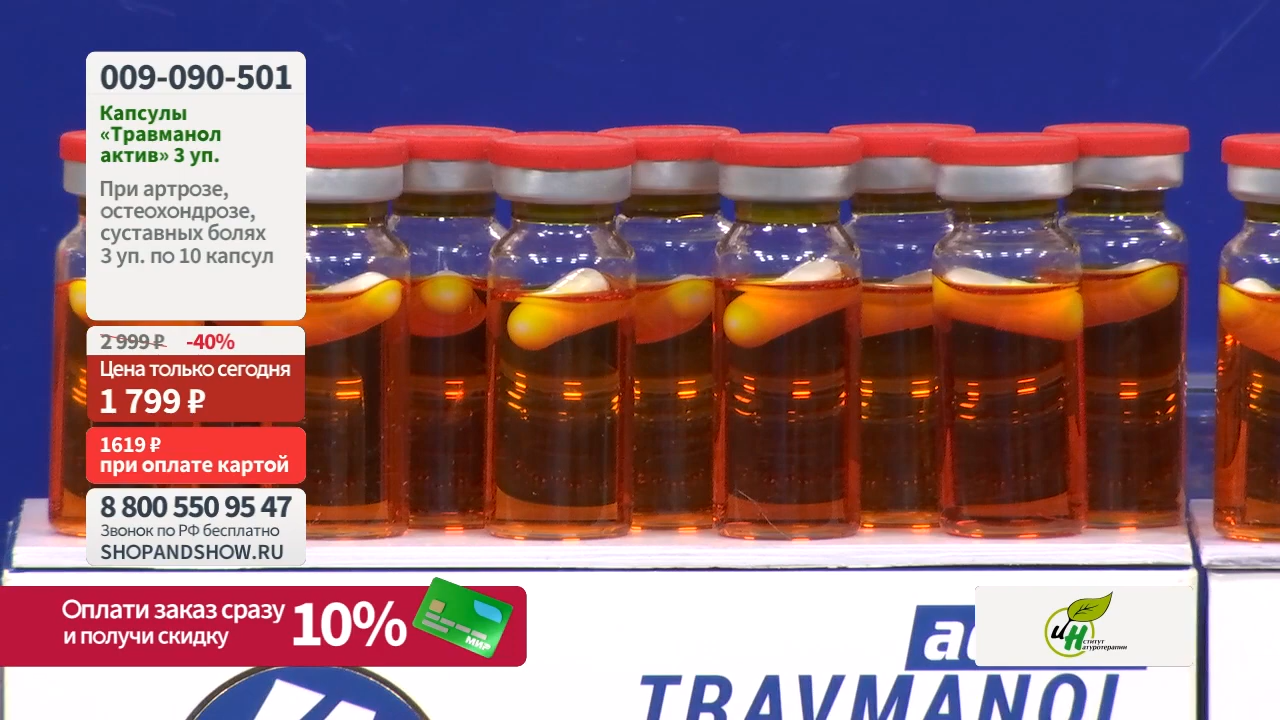 009-090-501
Капсулы
«Травманол
актив» 3 уп.
При артрозе,
остеохондрозе,
суставных болях
3 уп. по 10 капсул
2 999 ₽ -40%
Цена только сегодня
1 799 ₽
1619 ₽
при оплате картой
8 800 550 95 47
Звонок по РФ бесплатно
SHOPANDSHOW.RU
Оплати заказ сразу
и получи скидку
10%
МИР
Институт
Натуротерапии
TRAVMANOL